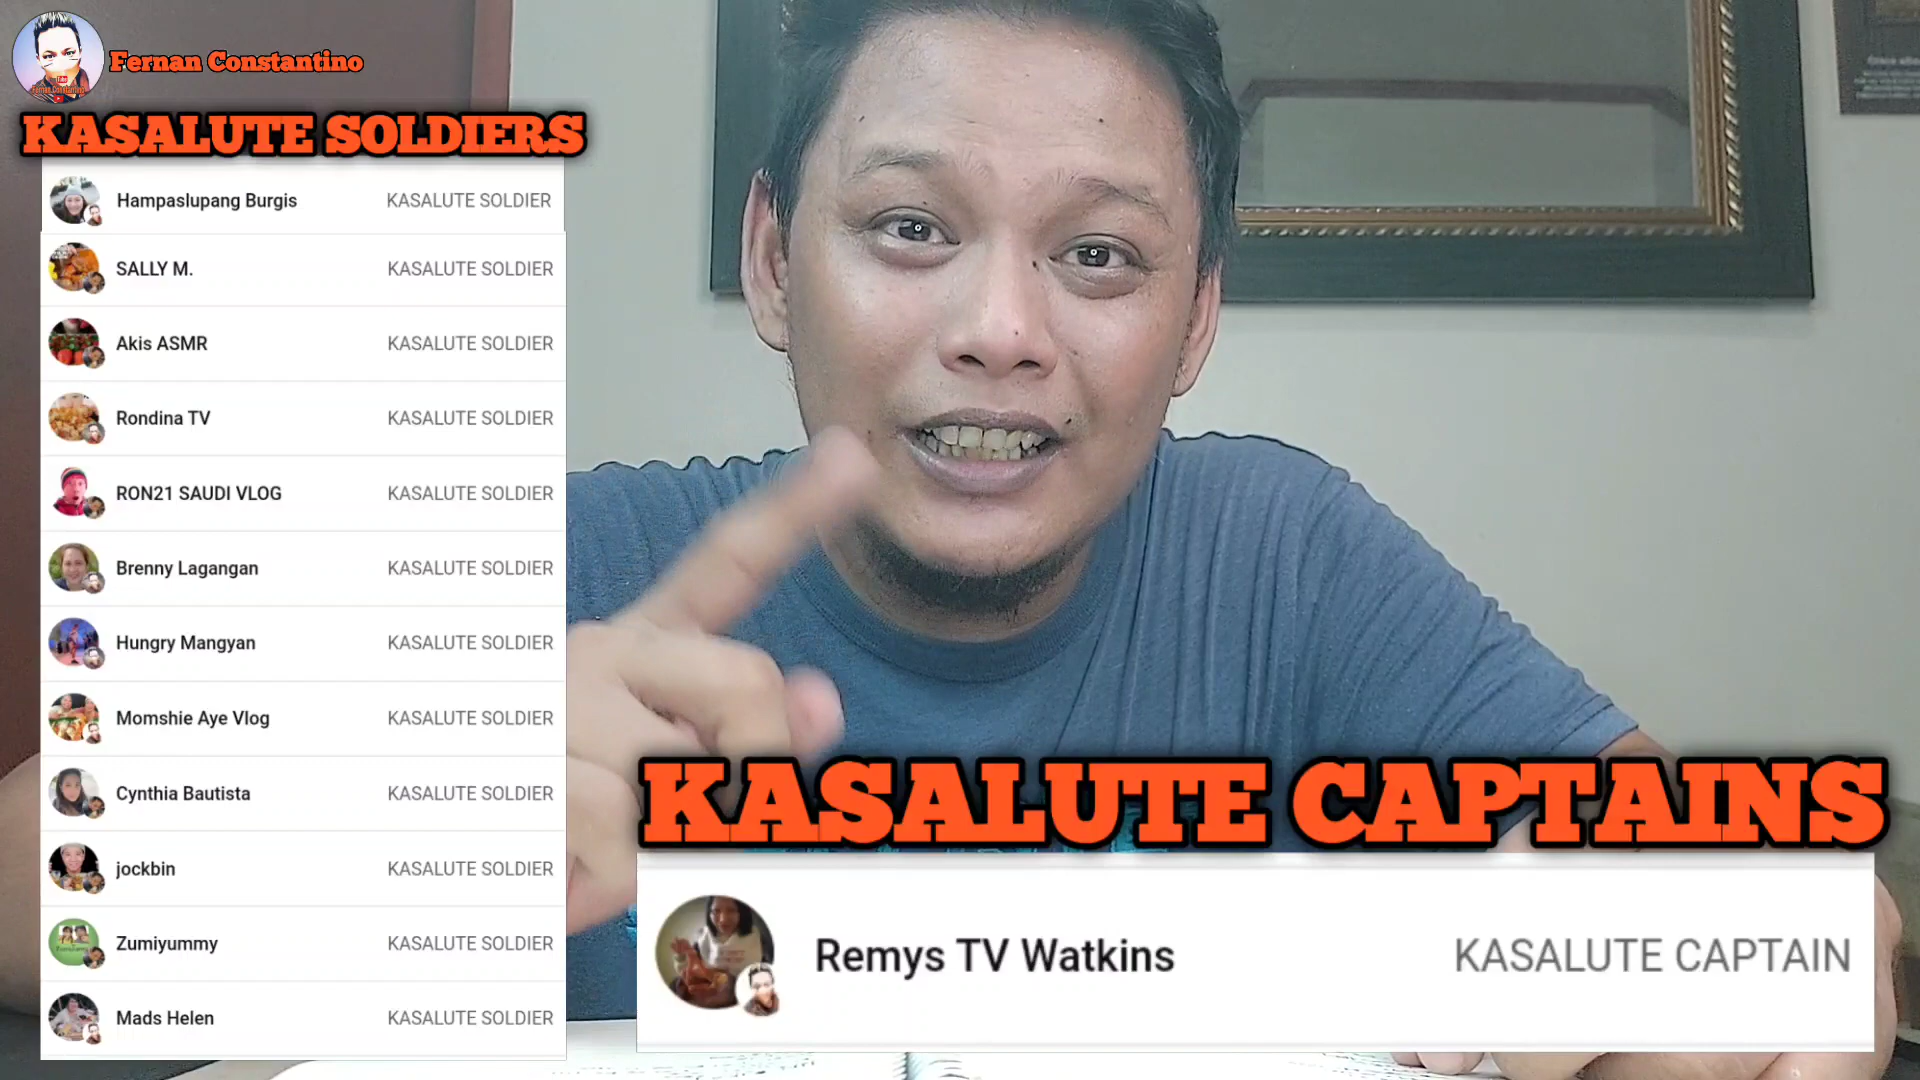 Fernan Constantino
KASALUTE SOLDIERS
Hampaslupang Burgis KASALUTE SOLDIER
SALLY M. KASALUTE SOLDIER
Akis ASMR KASALUTE SOLDIER
Rondina TV KASALUTE SOLDIER
RON21 SAUDI VLOG KASALUTE SOLDIER
Brenny Lagangan KASALUTE SOLDIER
Hungry Mangyan KASALUTE SOLDIER
Momshie Aye Vlog KASALUTE SOLDIER
Cynthia Bautista KASALUTE SOLDIER
jockbin KASALUTE SOLDIER
Zumiyummy KASALUTE SOLDIER
Mads Helen KASALUTE SOLDIER
KASALUTE CAPTAINS
Remys TV Watkins KASALUTE CAPTAIN